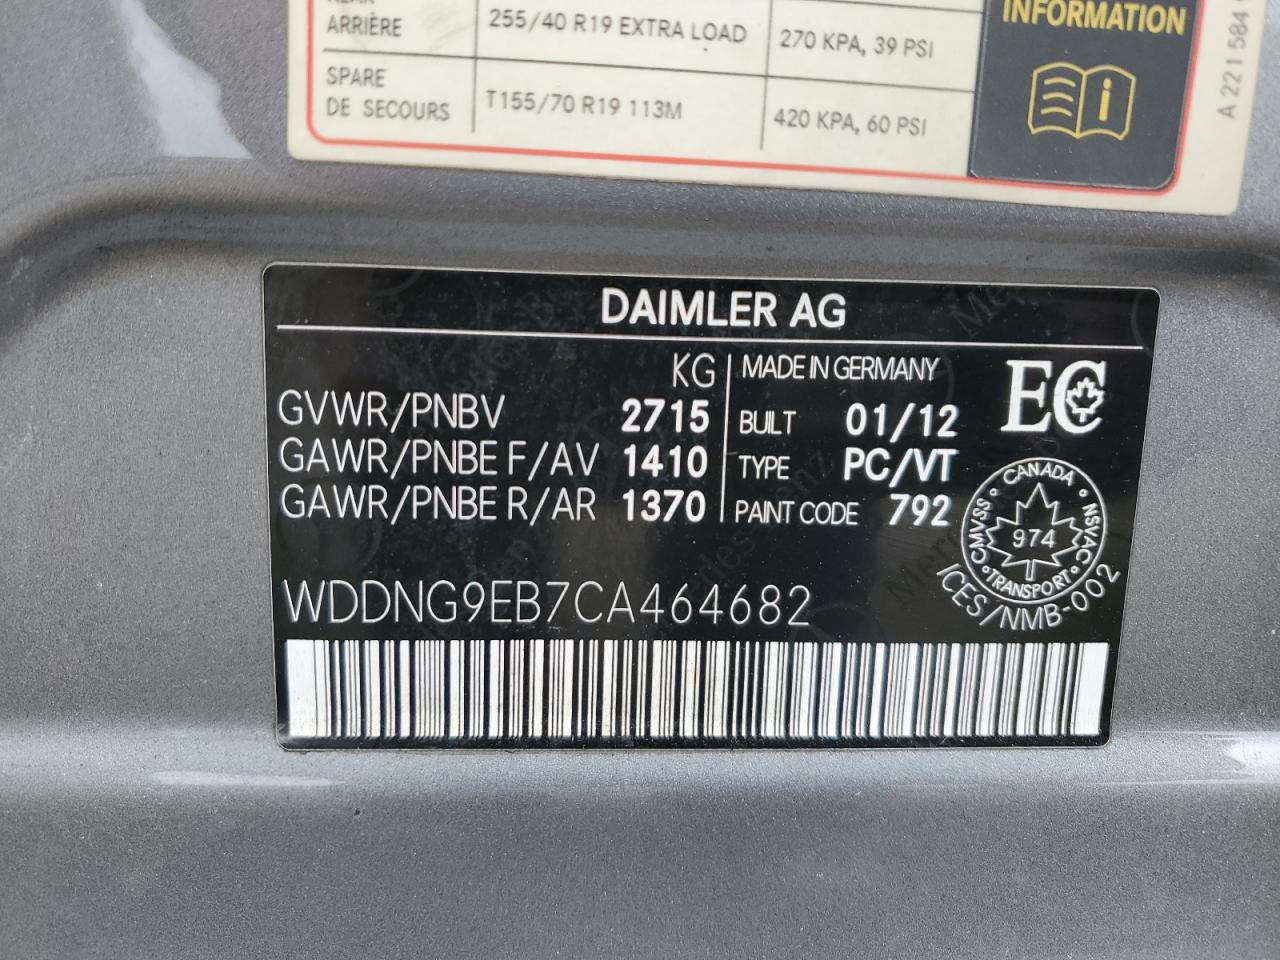 ARRIÈRE
255/40 R19 EXTRA LOAD
270 KPA, 39 PSI
SPARE
DE SECOURS
T155/70 R19 113M
420 KPA, 60 PSI
INFORMATION
A 221 584
DAIMLER AG
KG
MADE IN GERMANY
GVWR/PNBV 2715
BUILT 01/12
EC
GAWR/PNBE F/AV 1410
TYPE PC/VT
GAWR/PNBE R/AR 1370
PAINT CODE 792
CANADA
CMVSS
NSVAC
974
TRANSPORT
ICES/NMB-002
WDDNG9EB7CA464682